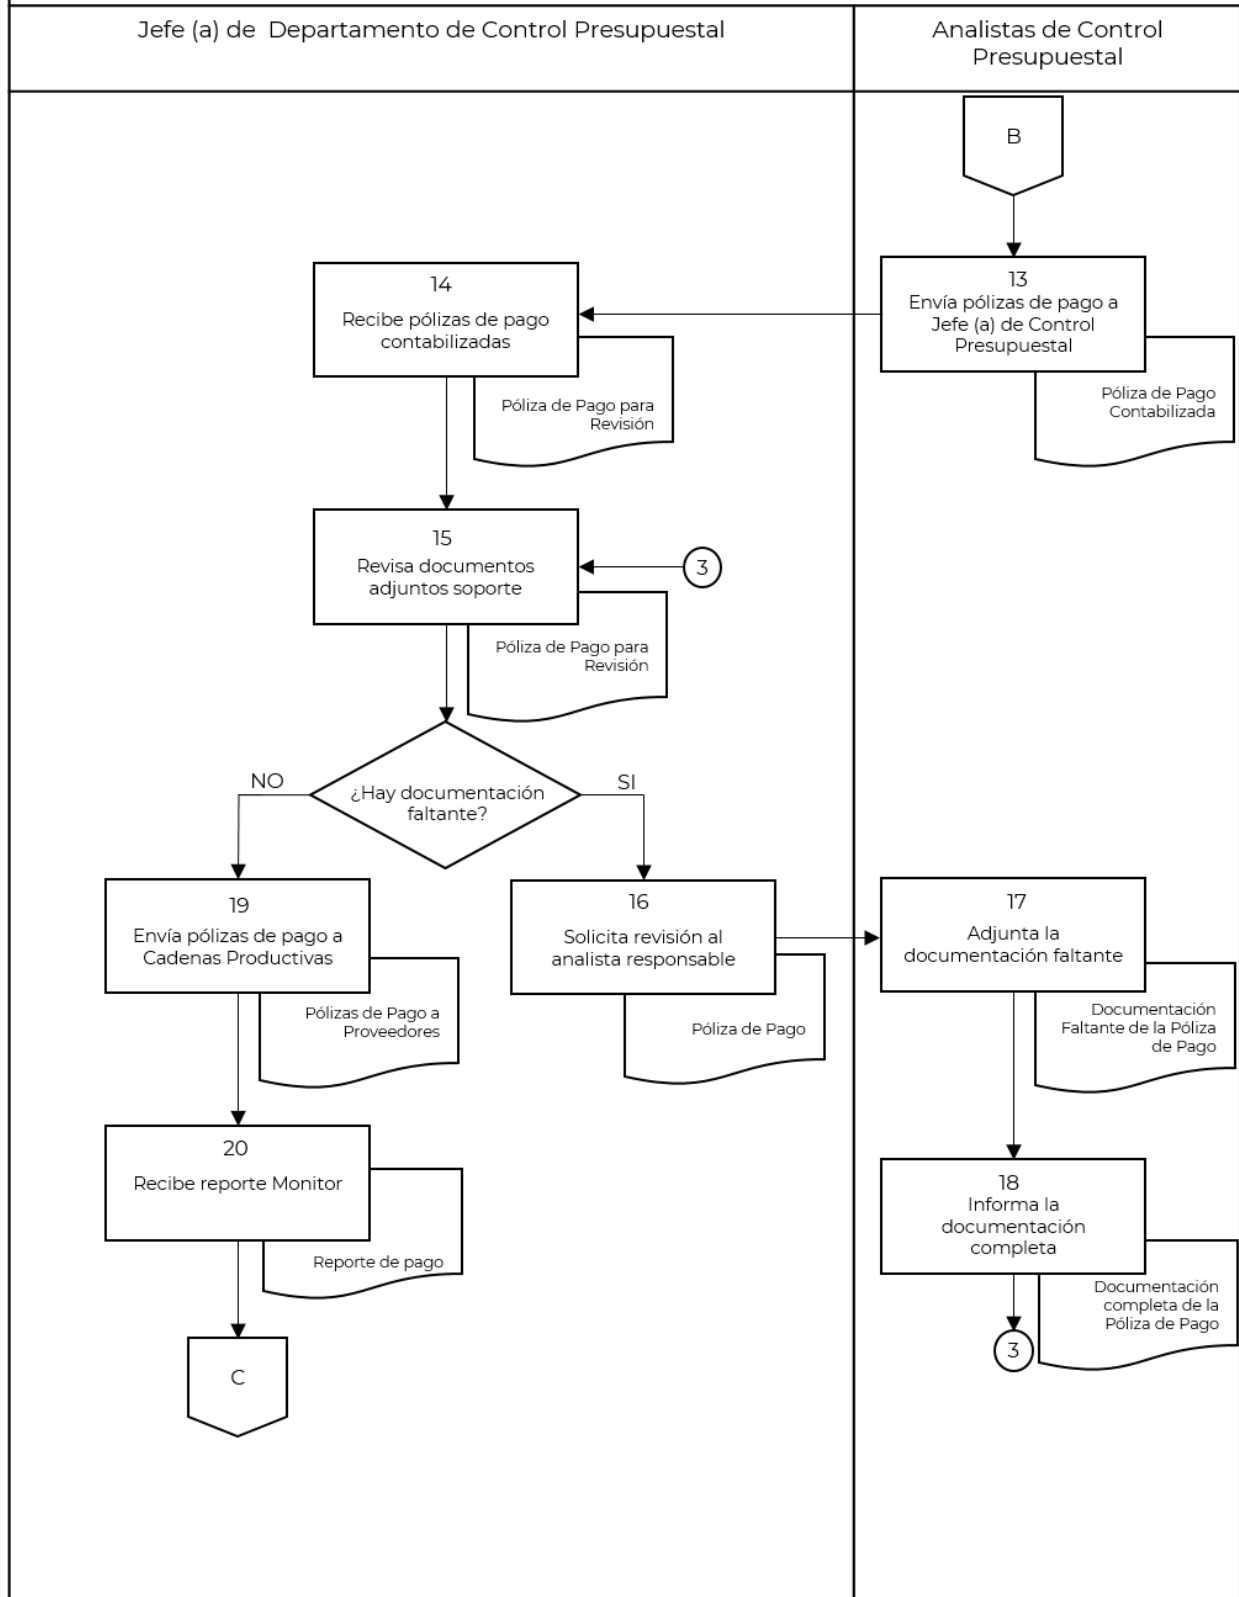 Jefe (a) de Departamento de Control Presupuestal
Analistas de Control
Presupuestal
B
13
Envía pólizas de pago a
Jefe (a) de Control
Presupuestal
Póliza de Pago
Contabilizada
14
Recibe pólizas de pago
contabilizadas
Póliza de Pago para
Revisión
15
Revisa documentos
adjuntos soporte
3
Póliza de Pago para
Revisión
¿Hay documentación
faltante?
NO
SI
19
Envía pólizas de pago a
Cadenas Productivas
Pólizas de Pago a
Proveedores
16
Solicita revisión al
analista responsable
Póliza de Pago
17
Adjunta la
documentación faltante
Documentación
Faltante de la Póliza
de Pago
20
Recibe reporte Monitor
Reporte de pago
18
Informa la
documentación
completa
Documentación
completa de la
Póliza de Pago
3
C